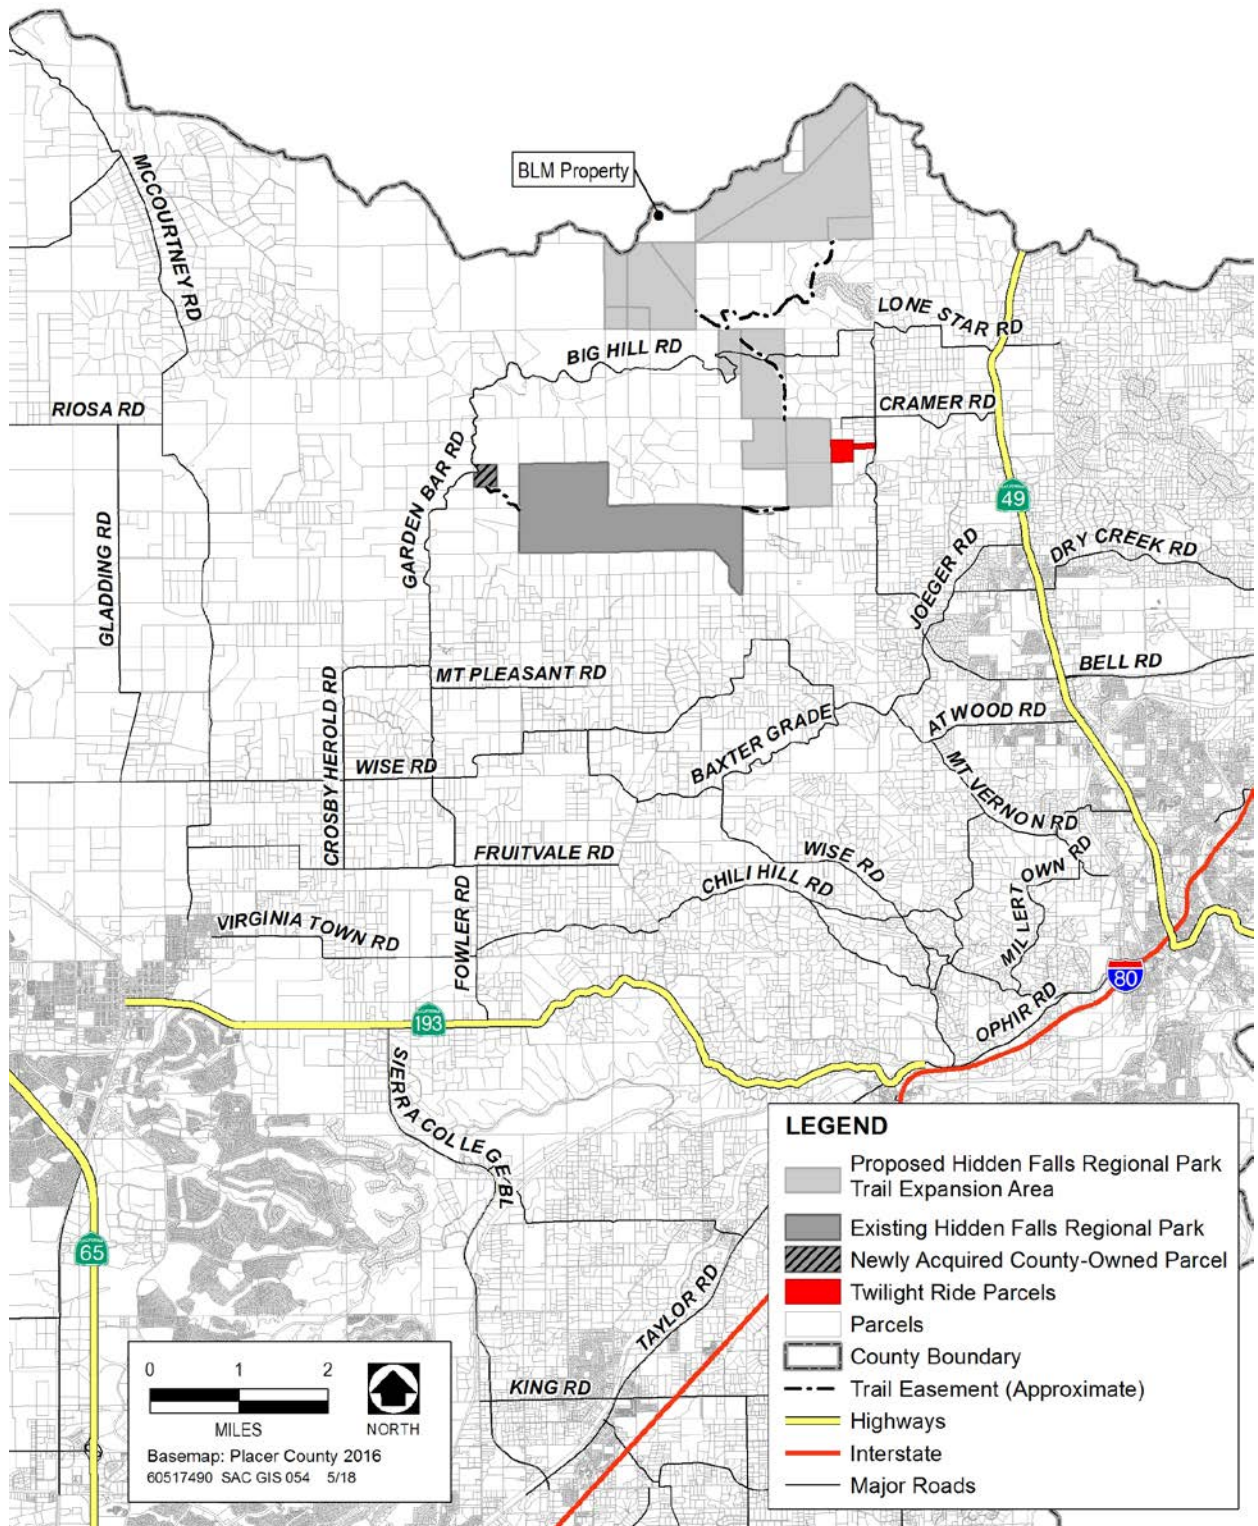 BLM Property
MCCOURTNEY RD
LONE STAR RD
BIG HILL RD
RIOSA RD
CRAMER RD
GARDEN BAR RD
49
GLADDING RD
JOEGER RD
DRY CREEK RD
MT PLEASANT RD
BELL RD
CROSBY HEROLD RD
ATWOOD RD
BAXTER GRADE
WISE RD
MT VERNON RD
FRUITVALE RD
WISE RD
CHILI HILL RD
MILLERTOWN RD
VIRGINIA TOWN RD
FOWLER RD
80
OPHIR RD
193
SIERRA COLLEGE BL
65
TAYLOR RD
KING RD
LEGEND
Proposed Hidden Falls Regional Park
Trail Expansion Area
Existing Hidden Falls Regional Park
Newly Acquired County-Owned Parcel
Twilight Ride Parcels
Parcels
County Boundary
Trail Easement (Approximate)
Highways
Interstate
Major Roads
0 1 2
MILES
NORTH
Basemap: Placer County 2016
60517490 SAC GIS 054 5/18